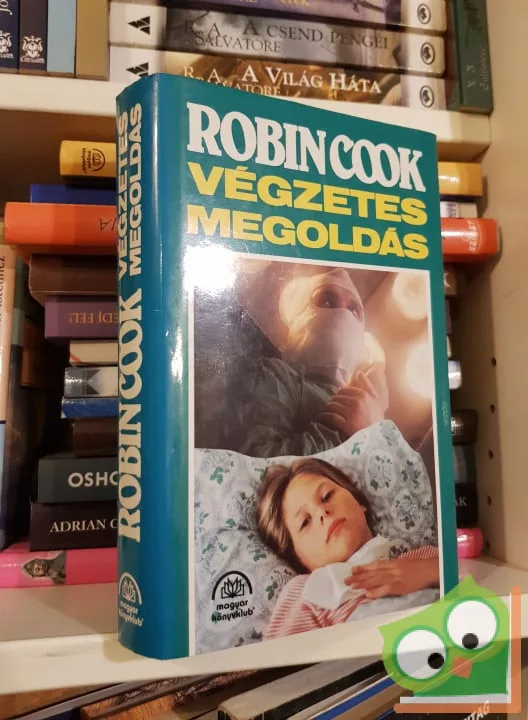 R. A. SALVATORE
A CSEND PENGÉI
R. A. SALVATORE
A VILÁG HÁTA
ROBIN COOK
VÉGZETES
MEGOLDÁS
ROBIN COOK
VÉGZETES
MEGOLDÁS
OSHO
ADRIAN
magyar
könyvklub
magyar
könyvklub